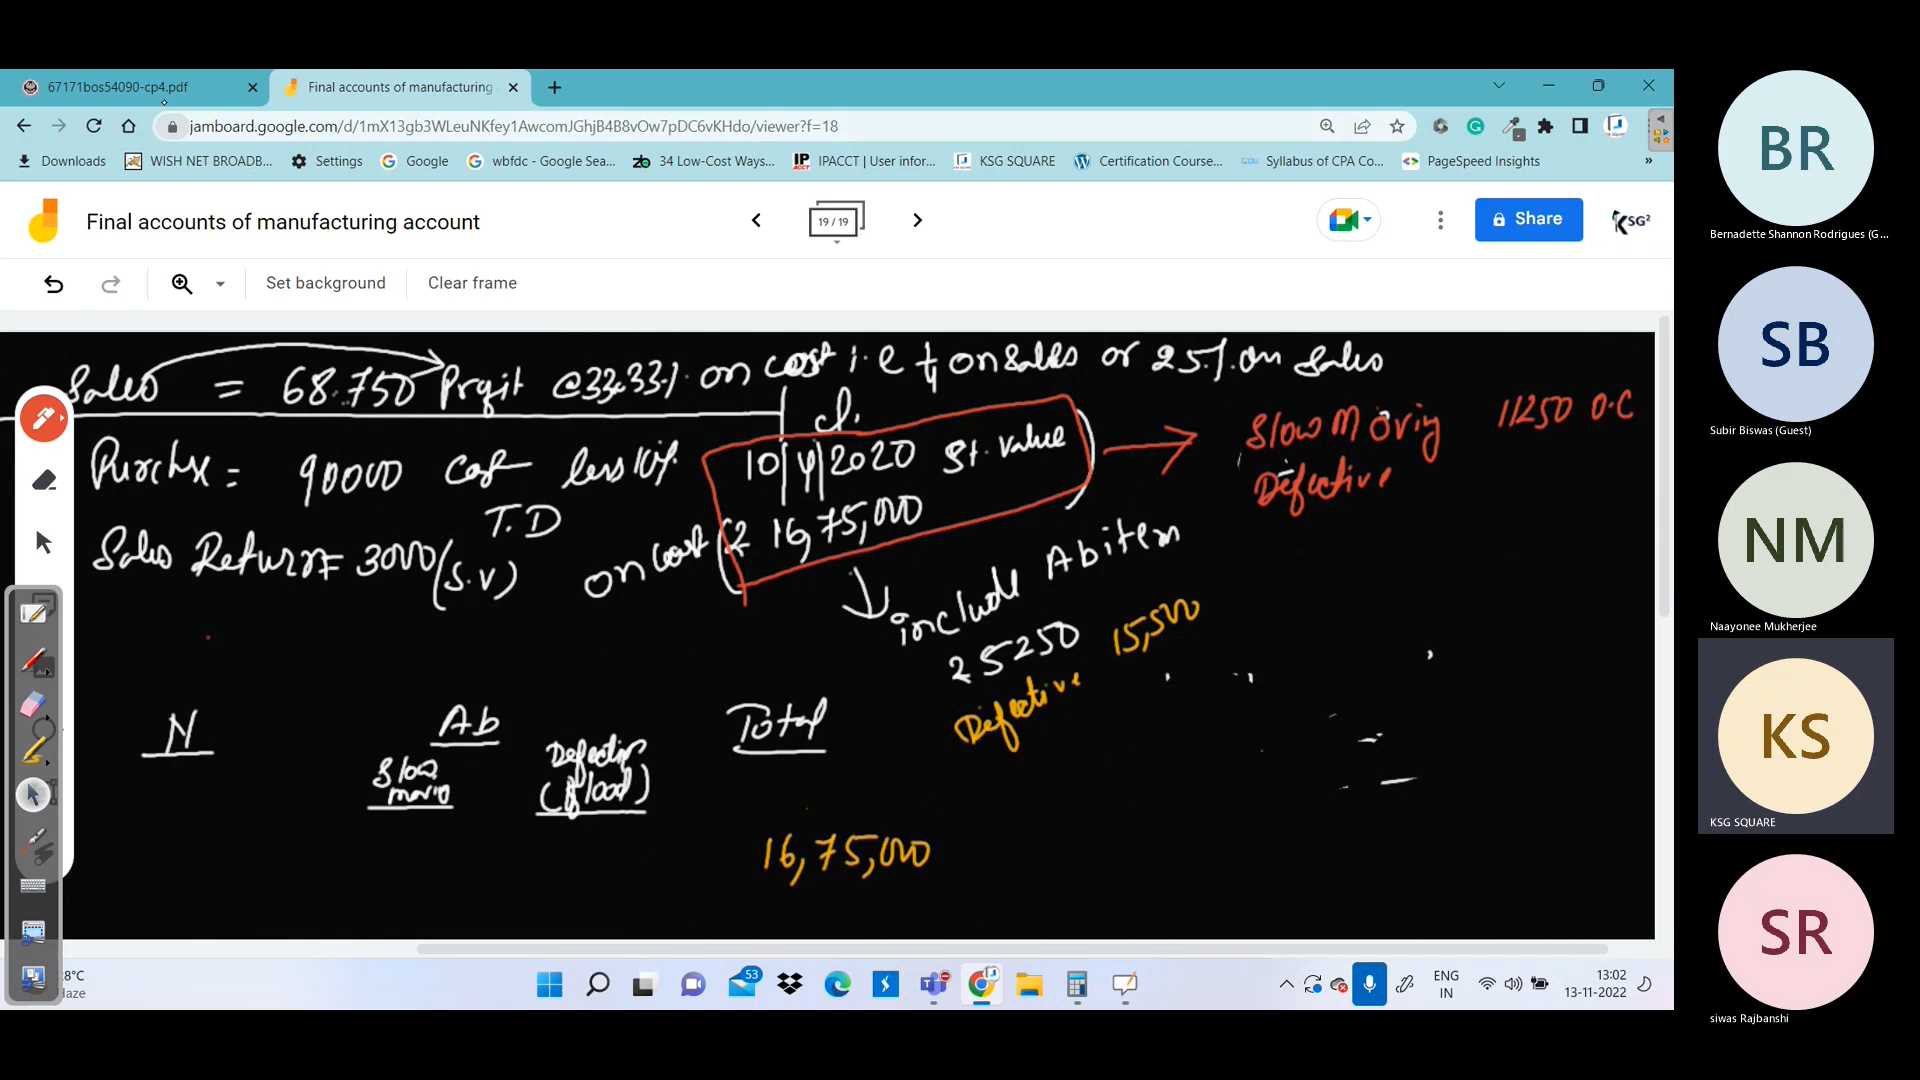 67171bos54090-cp4.pdf
Final accounts of manufacturing
jamboard.google.com/d/1mX13gb3WLeuNKfey1AwcomJGhjB4B8vOw7pDC6vKHdo/viewer?f=18
Downloads
WISH NET BROADB...
Settings
Google
wbfdc - Google Sea...
34 Low-Cost Ways...
IPACCT | User infor...
KSG SQUARE
Certification Course...
Syllabus of CPA Co...
PageSpeed Insights
»
Final accounts of manufacturing account
19 / 19
Share
KSG²
Set background
Clear frame
Sales = 68.750 Profit @33.33% on cost i.e ¼ on sales or 25% on sales
cl.
Purchx = 90000 cost less 10%
T.D
10/4/2020 St. value
16,75,000
Slow Moving 11250 O.C
Defective
Sales Return = 3000 (S.V) on cost
include Ab item
25250 15,500
Defective
N
Ab
Total
Slow
moving
(flood)
16,75,000
BR
Bernadette Shannon Rodrigues (G...
SB
Subir Biswas (Guest)
NM
Naayonee Mukherjee
KS
KSG SQUARE
SR
siwas Rajbanshi
53
ENG
IN
13:02
13-11-2022